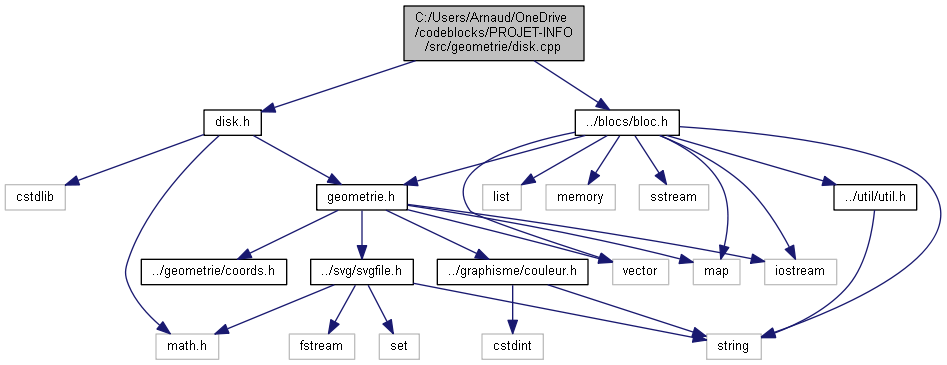 C:/Users/Arnaud/OneDrive
/codeblocks/PROJET-INFO
/src/geometrie/disk.cpp
disk.h
../blocs/bloc.h
cstdlib
geometrie.h
list
memory
sstream
../util/util.h
../geometrie/coords.h
../svg/svgfile.h
../graphisme/couleur.h
vector
map
iostream
math.h
fstream
set
cstdint
string